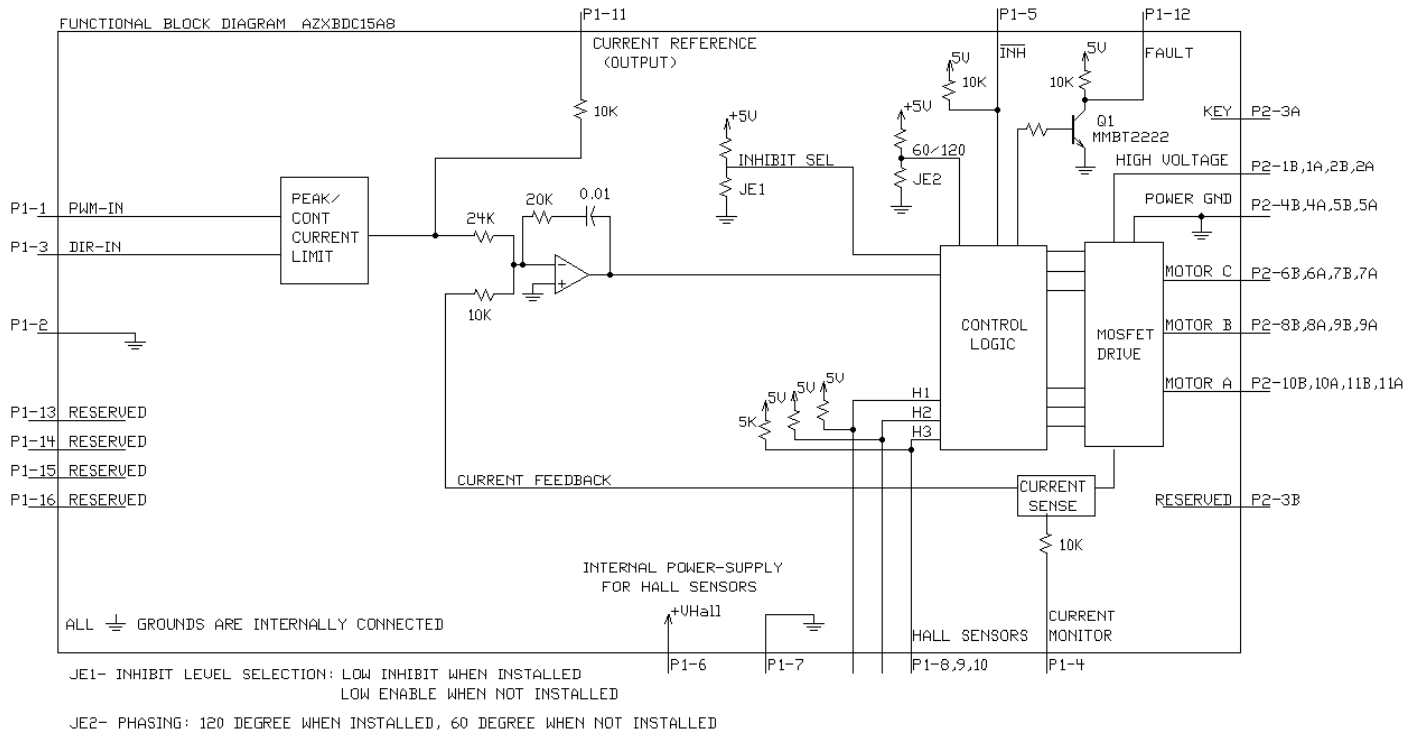 FUNCTIONAL BLOCK DIAGRAM AZXBDC15A8
P1-11
P1-5
P1-12
CURRENT REFERENCE
(OUTPUT)
INH
FAULT
5V
10K
5V
10K
10K
+5V
+5V
Q1
MMBT2222
KEY
P2-3A
INHIBIT SEL
60/120
HIGH VOLTAGE
P2-1B,1A,2B,2A
JE1
JE2
PEAK/
CONT
CURRENT
LIMIT
P1-1
PWM-IN
20K
0.01
POWER GND
P2-4B,4A,5B,5A
24K
P1-3
DIR-IN
MOTOR C
P2-6B,6A,7B,7A
10K
P1-2
CONTROL
LOGIC
MOSFET
DRIVE
MOTOR B
P2-8B,8A,9B,9A
MOTOR A
P2-10B,10A,11B,11A
5V
5V
5V
5K
H1
H2
H3
P1-13
RESERVED
P1-14
RESERVED
P1-15
RESERVED
P1-16
RESERVED
CURRENT FEEDBACK
CURRENT
SENSE
RESERVED
P2-3B
10K
INTERNAL POWER-SUPPLY
FOR HALL SENSORS
+VHall
ALL GROUNDS ARE INTERNALLY CONNECTED
HALL SENSORS
CURRENT
MONITOR
P1-6
P1-7
P1-8,9,10
P1-4
JE1- INHIBIT LEVEL SELECTION: LOW INHIBIT WHEN INSTALLED
LOW ENABLE WHEN NOT INSTALLED
JE2- PHASING: 120 DEGREE WHEN INSTALLED, 60 DEGREE WHEN NOT INSTALLED